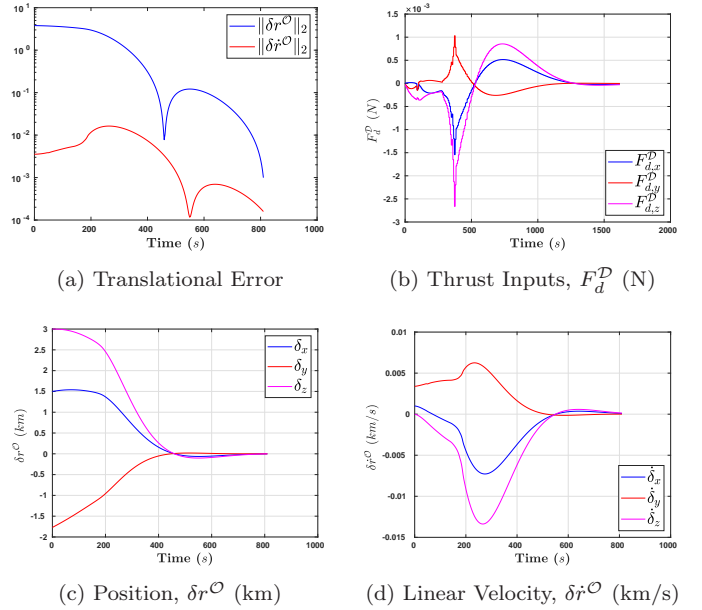 10^1
10^0
10^-1
10^-2
10^-3
10^-4
0 200 400 600 800 1000
Time (s)
‖δr^𝒪‖₂
‖δṙ^𝒪‖₂
(a) Translational Error
×10^-3
1.5
1
0.5
0
-0.5
-1
-1.5
-2
-2.5
-3
0 500 1000 1500 2000
F_d^𝒟 (N)
Time (s)
F_{d,x}^𝒟
F_{d,y}^𝒟
F_{d,z}^𝒟
(b) Thrust Inputs, F_d^𝒟 (N)
3
2.5
2
1.5
1
0.5
0
-0.5
-1
-1.5
-2
0 200 400 600 800 1000
δr^𝒪 (km)
Time (s)
δ_x
δ_y
δ_z
(c) Position, δr^𝒪 (km)
0.01
0.005
0
-0.005
-0.01
-0.015
0 200 400 600 800 1000
δṙ^𝒪 (km/s)
Time (s)
δ̇_x
δ̇_y
δ̇_z
(d) Linear Velocity, δṙ^𝒪 (km/s)